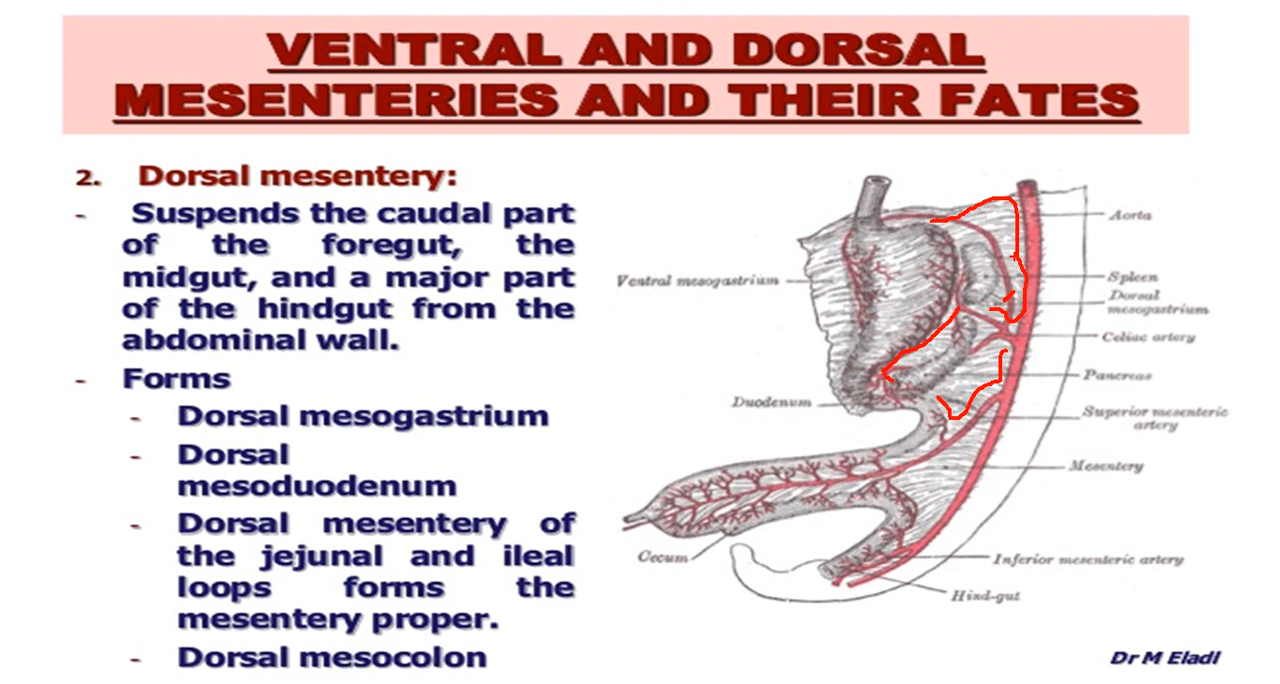 VENTRAL AND DORSAL
MESENTERIES AND THEIR FATES
2. Dorsal mesentery:
- Suspends the caudal part
of the foregut, the
midgut, and a major part
of the hindgut from the
abdominal wall.
- Forms
- Dorsal mesogastrium
- Dorsal
mesoduodenum
- Dorsal mesentery of
the jejunal and ileal
loops forms the
mesentery proper.
- Dorsal mesocolon
Aorta
Ventral mesogastrium
Spleen
Dorsal
mesogastrium
Celiac artery
Pancreas
Duodenum
Superior mesenteric
artery
Mesentery
Cecum
Inferior mesenteric artery
Hind-gut
Dr M Eladl